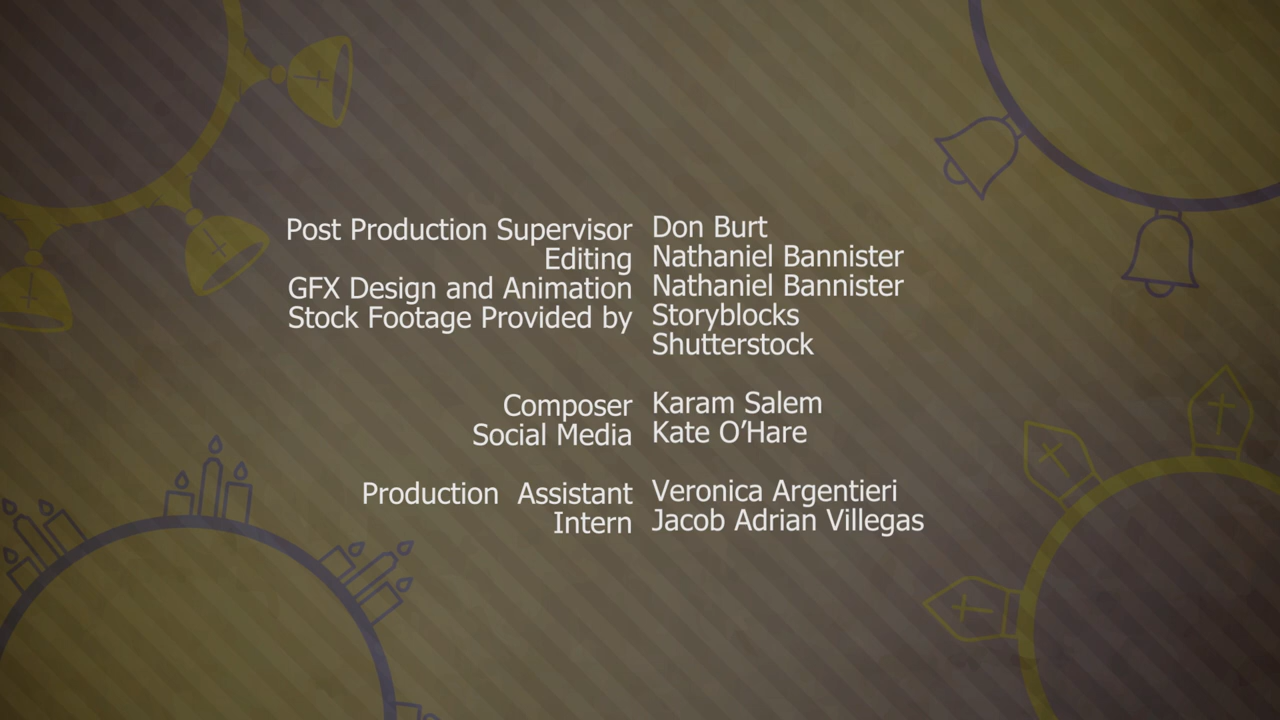 Post Production Supervisor Don Burt
Editing Nathaniel Bannister
GFX Design and Animation Nathaniel Bannister
Stock Footage Provided by Storyblocks
Shutterstock
Composer Karam Salem
Social Media Kate O'Hare
Production Assistant Veronica Argentieri
Intern Jacob Adrian Villegas